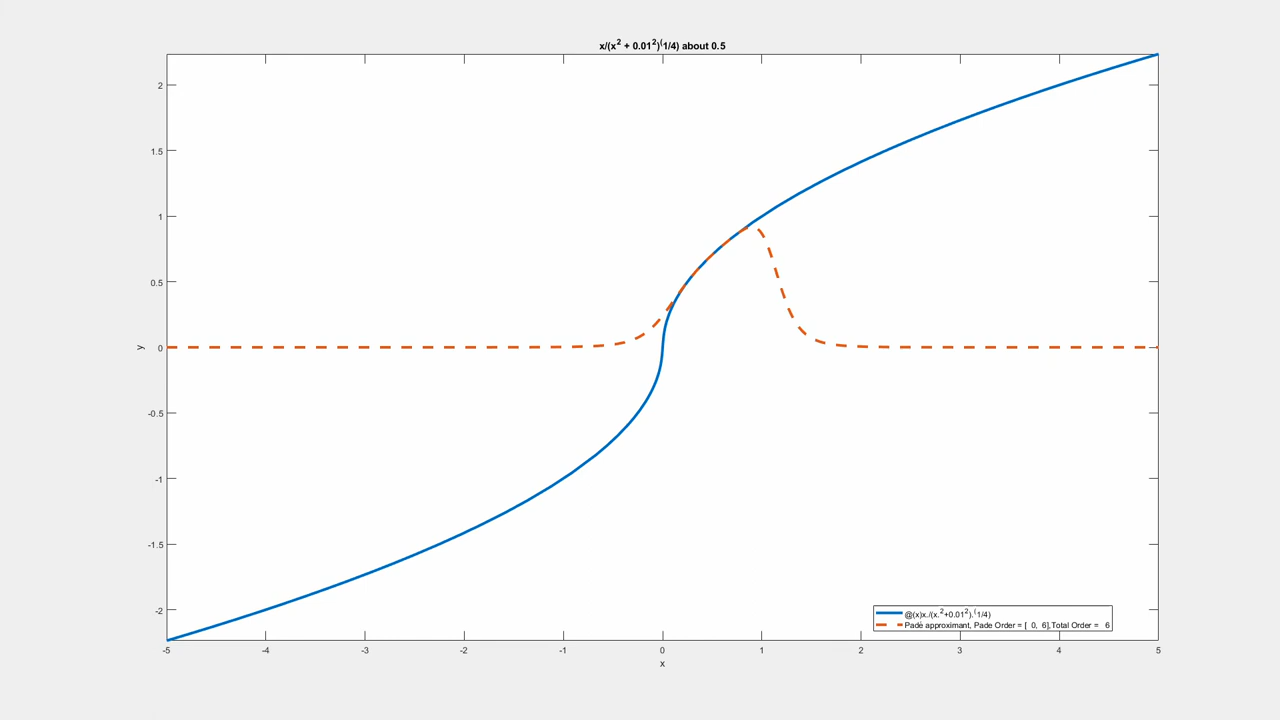 x/(x² + 0.01²)⁽1/4) about 0.5
2
1.5
1
0.5
0
-0.5
-1
-1.5
-2
y
-5 -4 -3 -2 -1 0 1 2 3 4 5
x
@(x)x./(x.²+0.01²).⁽1/4)
Padé approximant, Pade Order = [ 0, 6],Total Order = 6